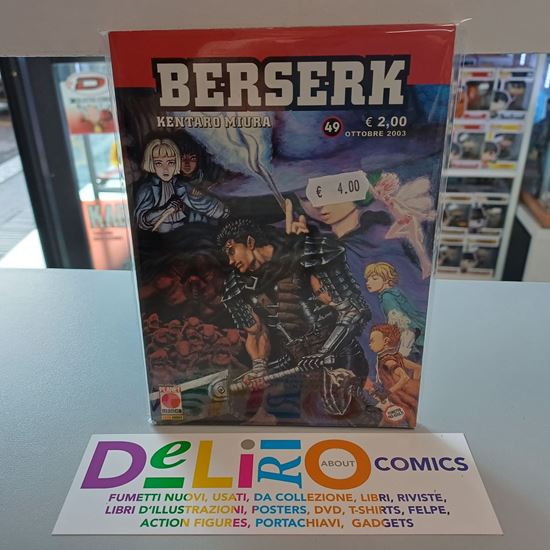 BERSERK
KENTARO MIURA
49
€ 2,00
OTTOBRE 2003
€ 4.00
DeLiRiO
ABOUT
COMICS
FUMETTI NUOVI, USATI, DA COLLEZIONE, LIBRI, RIVISTE,
LIBRI D'ILLUSTRAZIONI, POSTERS, DVD, T-SHIRTS, FELPE,
ACTION FIGURES, PORTACHIAVI, GADGETS